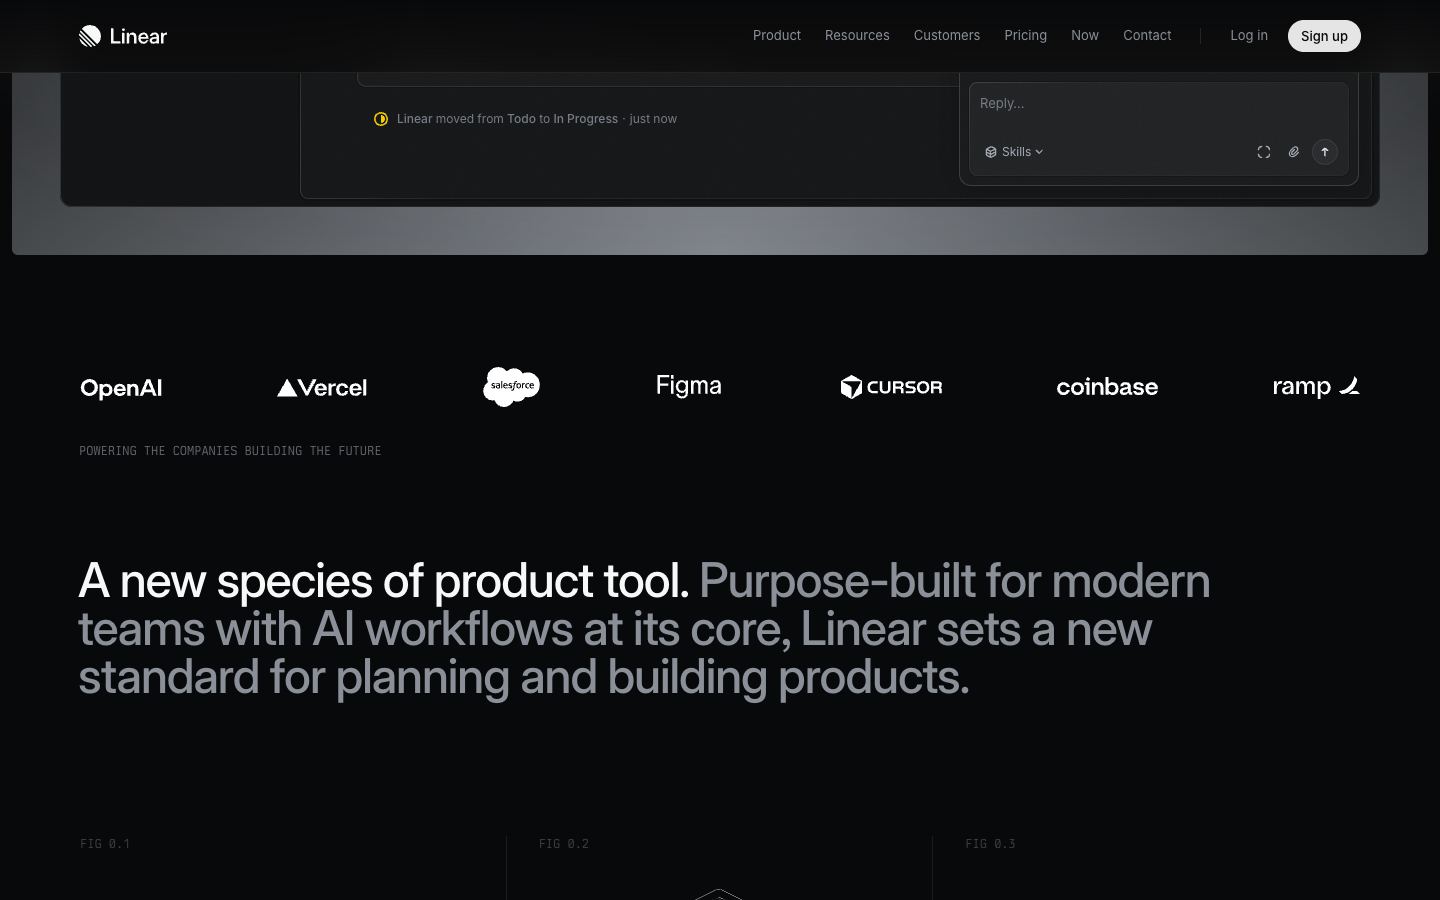 Linear
Product Resources Customers Pricing Now Contact Log in Sign up
Reply...
Linear moved from Todo to In Progress · just now
Skills
OpenAI Vercel salesforce Figma CURSOR coinbase ramp
POWERING THE COMPANIES BUILDING THE FUTURE
A new species of product tool. Purpose-built for modern
teams with AI workflows at its core, Linear sets a new
standard for planning and building products.
FIG 0.1 FIG 0.2 FIG 0.3